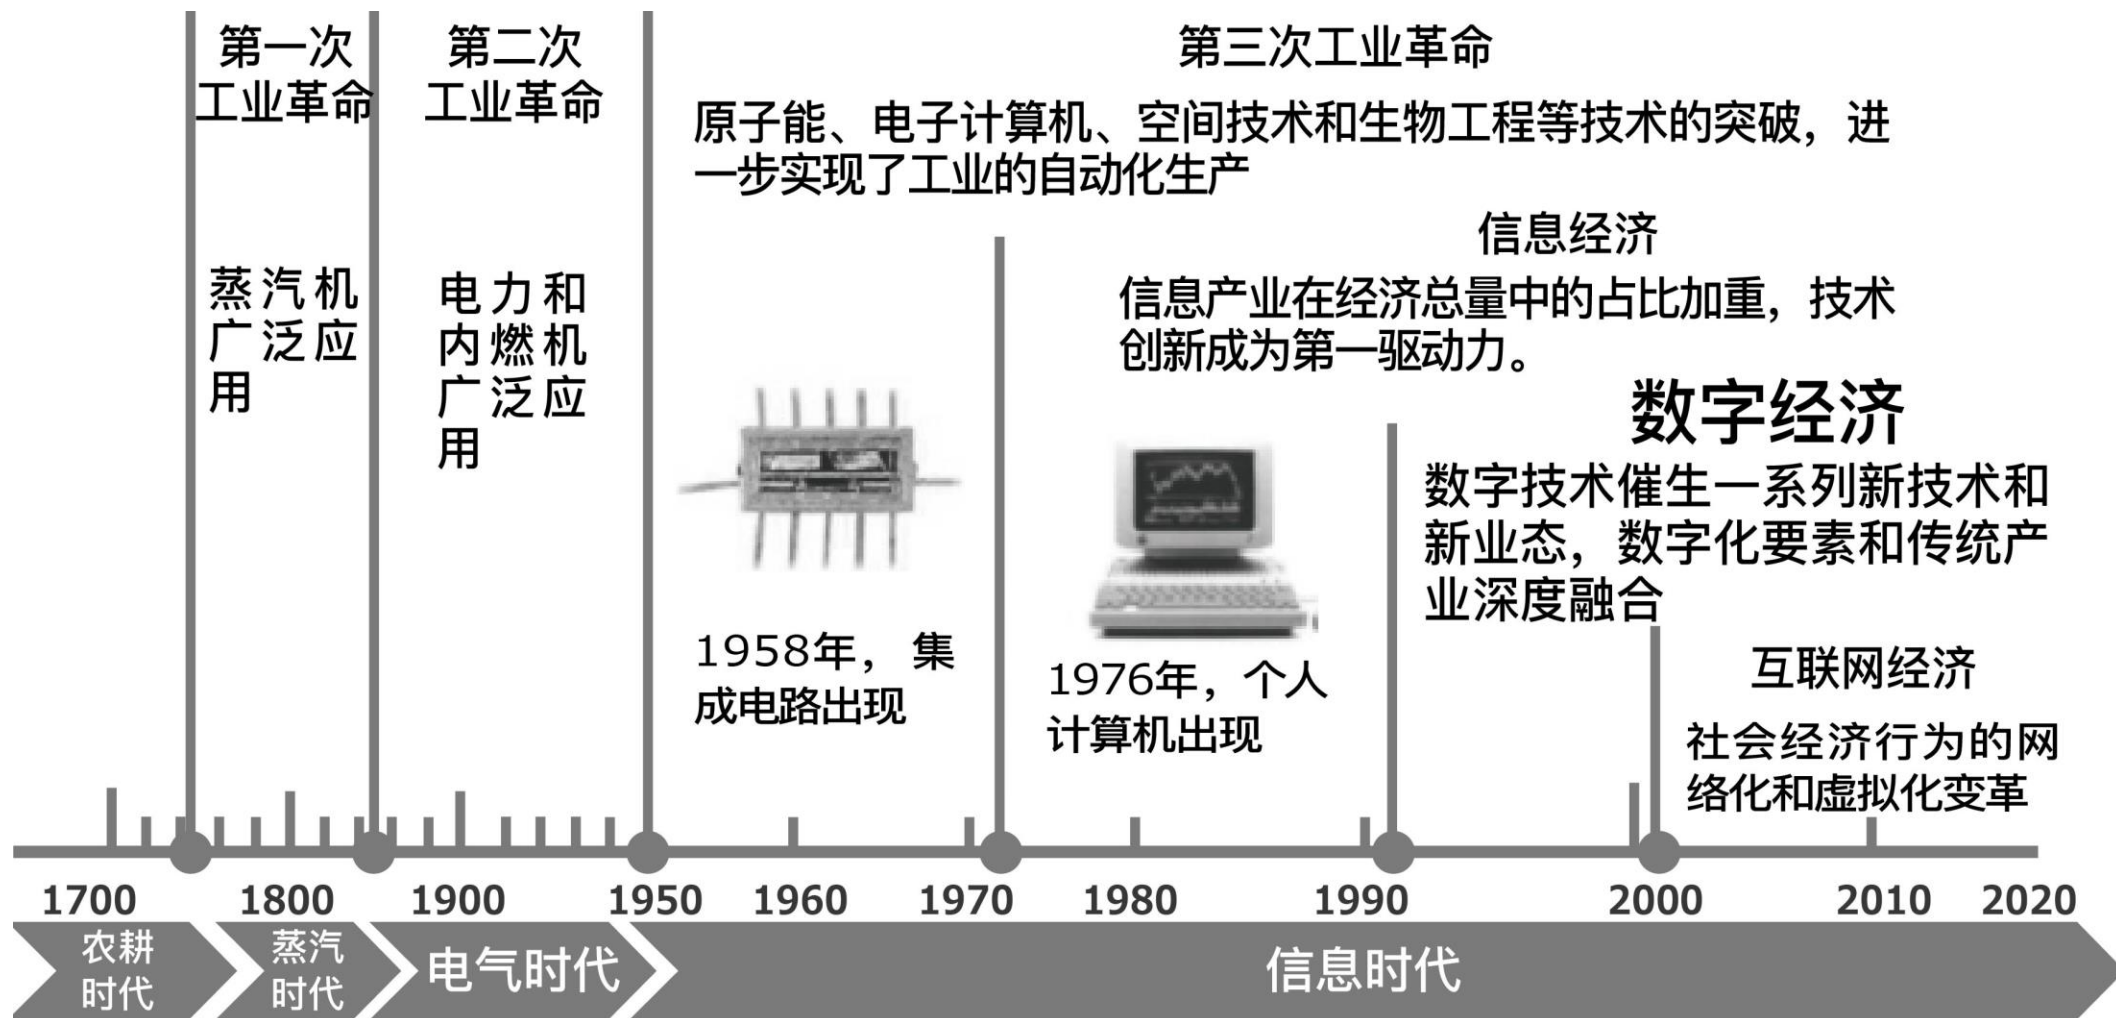 第一次
工业革命
第二次
工业革命
第三次工业革命
原子能、电子计算机、空间技术和生物工程等技术的突破，进
一步实现了工业的自动化生产
信息经济
信息产业在经济总量中的占比加重，技术
创新成为第一驱动力。
蒸汽机
广泛应
用
电力和
内燃机
广泛应
用
数字经济
数字技术催生一系列新技术和
新业态，数字化要素和传统产
业深度融合
1958年，集
成电路出现
1976年，个人
计算机出现
互联网经济
社会经济行为的网
络化和虚拟化变革
1700 1800 1900 1950 1960 1970 1980 1990 2000 2010 2020
农耕
时代
蒸汽
时代
电气时代
信息时代